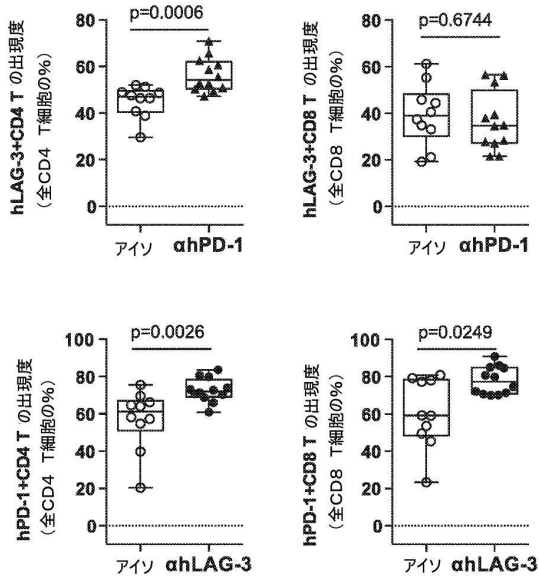 p=0.0006
80
60
40
20
0
hLAG-3+CD4 T の出現度
（全CD4 T細胞の%）
アイソ αhPD-1
p=0.6744
80
60
40
20
0
hLAG-3+CD8 T の出現度
（全CD8 T細胞の%）
アイソ αhPD-1
p=0.0026
100
80
60
40
20
0
hPD-1+CD4 T の出現度
（全CD4 T細胞の%）
アイソ αhLAG-3
p=0.0249
100
80
60
40
20
0
hPD-1+CD8 T の出現度
（全CD8 T細胞の%）
アイソ αhLAG-3